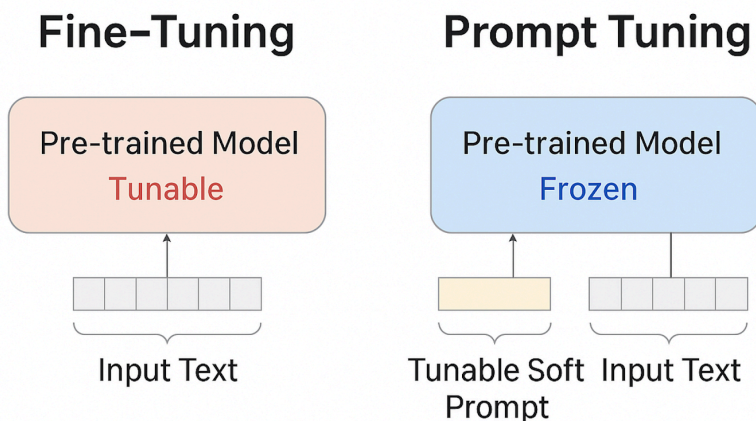 Fine-Tuning
Pre-trained Model
Tunable
Input Text
Prompt Tuning
Pre-trained Model
Frozen
Tunable Soft
Prompt
Input Text